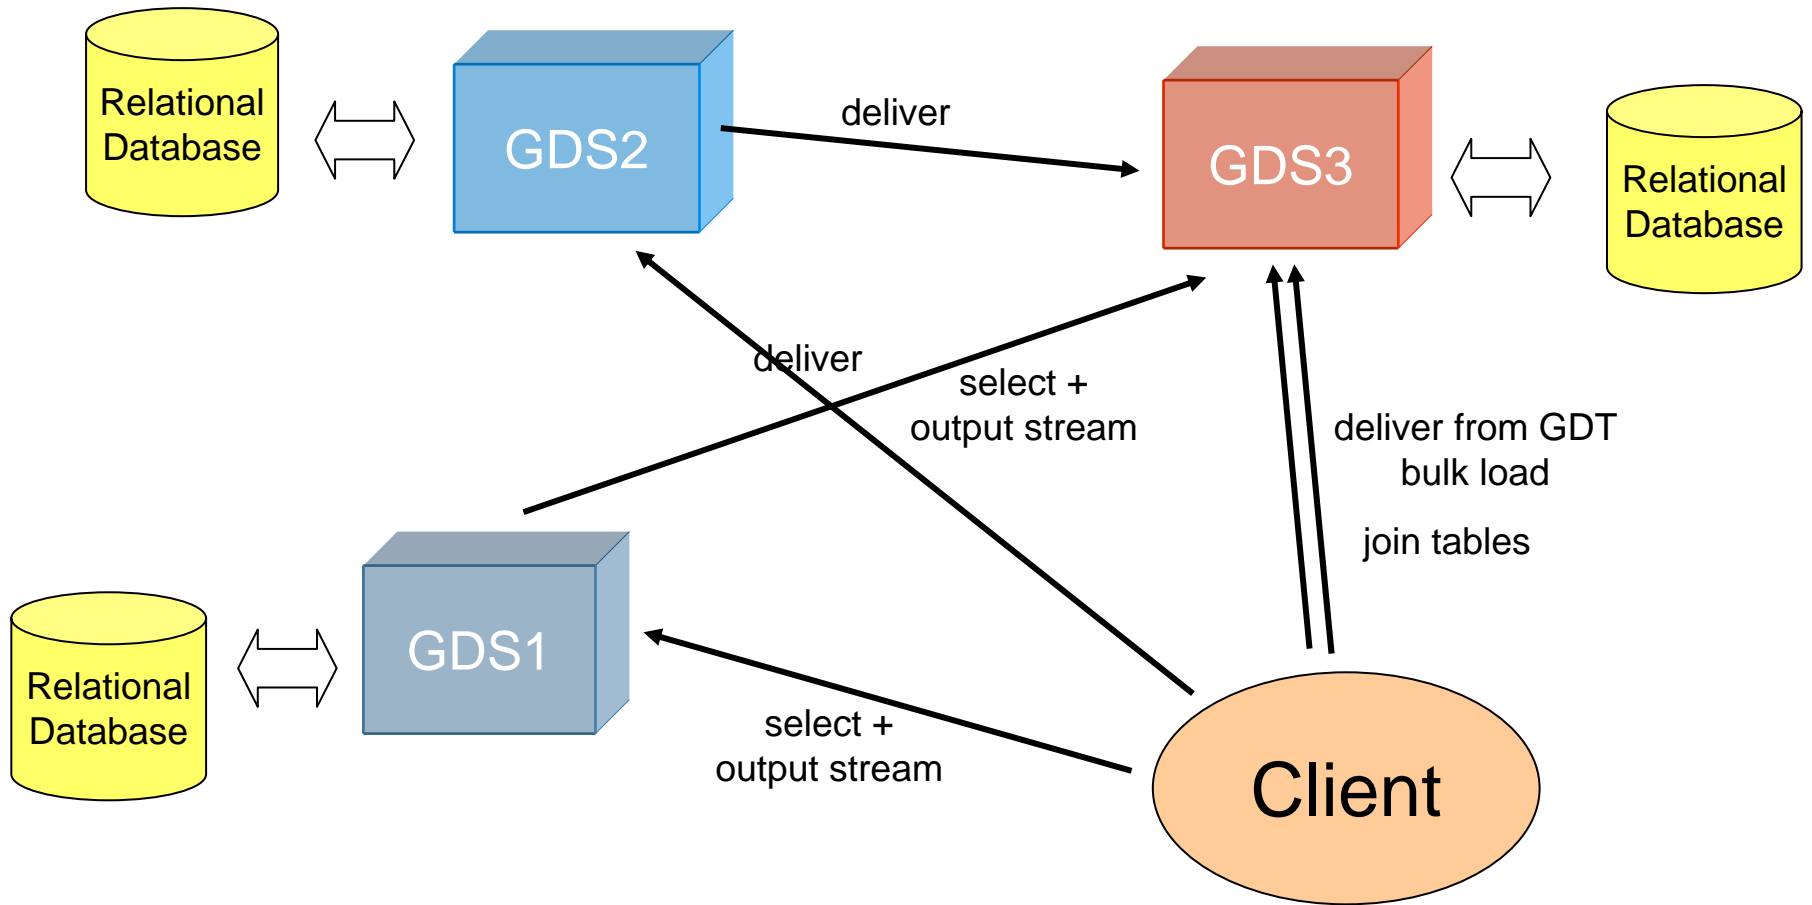 Relational
Database
GDS2
deliver
GDS3
Relational
Database
deliver
select +
output stream
deliver from GDT
bulk load
join tables
GDS1
Relational
Database
select +
output stream
Client